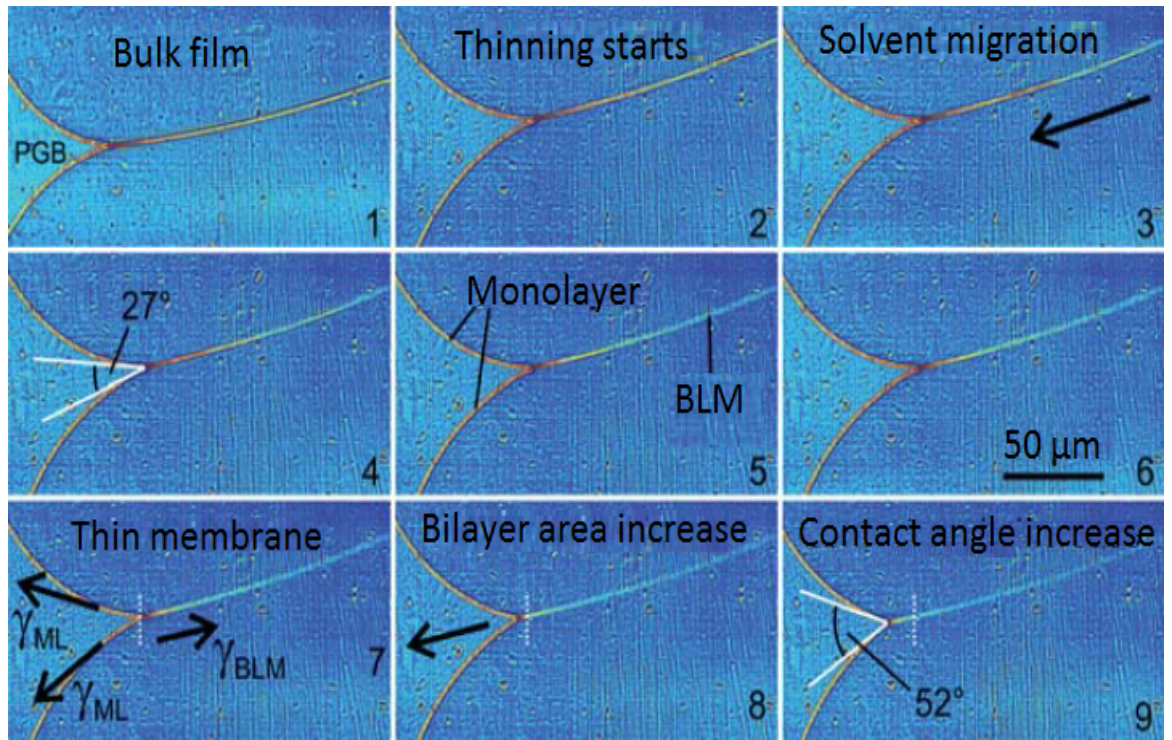 Bulk film
PGB
1
Thinning starts
2
Solvent migration
3
27°
4
Monolayer
BLM
5
50 µm
6
Thin membrane
γML
γML
γBLM
7
Bilayer area increase
8
Contact angle increase
52°
9